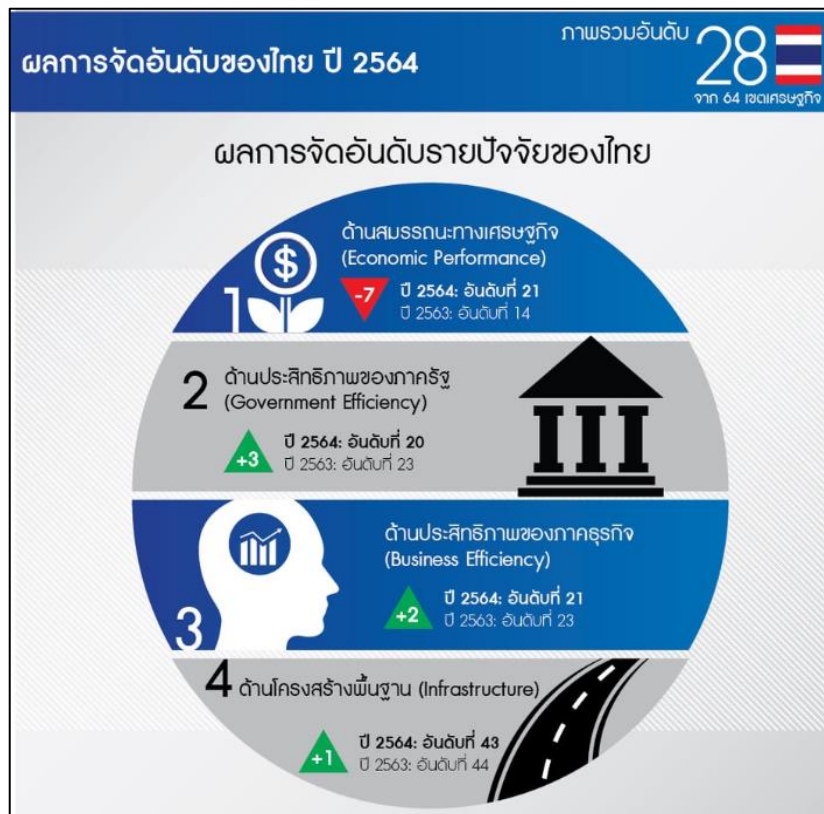 ผลการจัดอันดับของไทย ปี 2564
ภาพรวมอันดับ
28
จาก 64 เขตเศรษฐกิจ
ผลการจัดอันดับรายปัจจัยของไทย
1
$
ด้านสมรรถนะทางเศรษฐกิจ
(Economic Performance)
-7
ปี 2564: อันดับที่ 21
ปี 2563: อันดับที่ 14
2
ด้านประสิทธิภาพของภาครัฐ
(Government Efficiency)
+3
ปี 2564: อันดับที่ 20
ปี 2563: อันดับที่ 23
3
ด้านประสิทธิภาพของภาคธุรกิจ
(Business Efficiency)
+2
ปี 2564: อันดับที่ 21
ปี 2563: อันดับที่ 23
4 ด้านโครงสร้างพื้นฐาน (Infrastructure)
+1
ปี 2564: อันดับที่ 43
ปี 2563: อันดับที่ 44